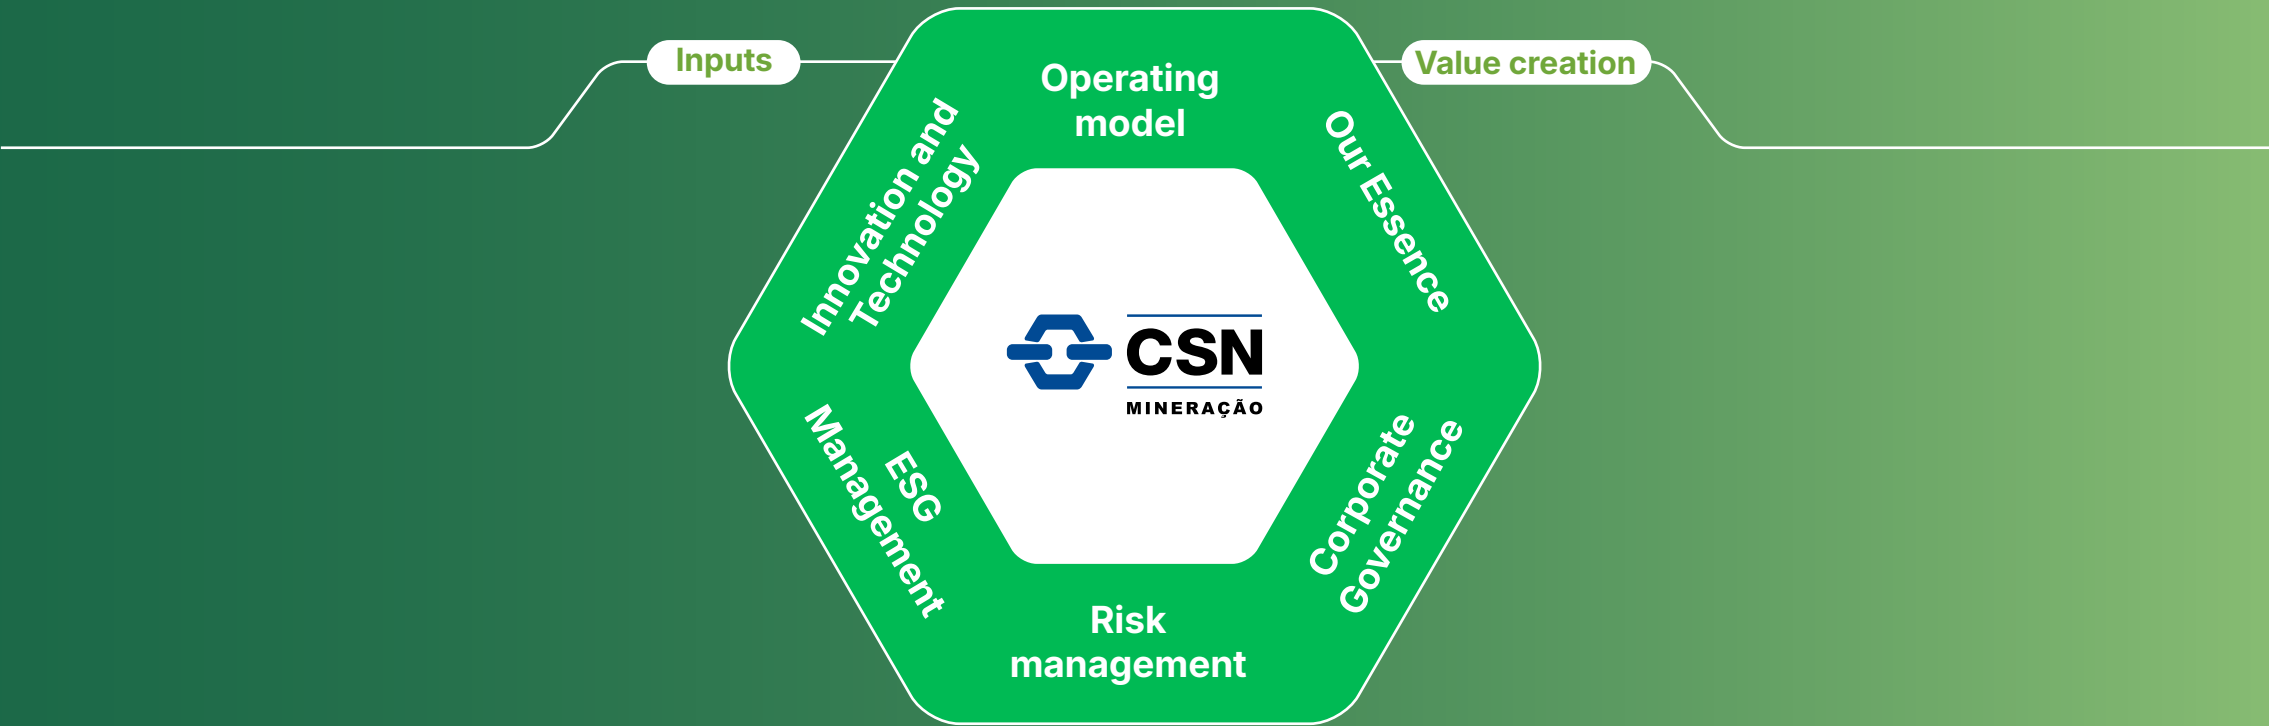 Inputs
Value creation
Operating
model
Our Essence
Innovation and
Technology
CSN
MINERAÇÃO
Corporate
Governance
ESG
Management
Risk
management